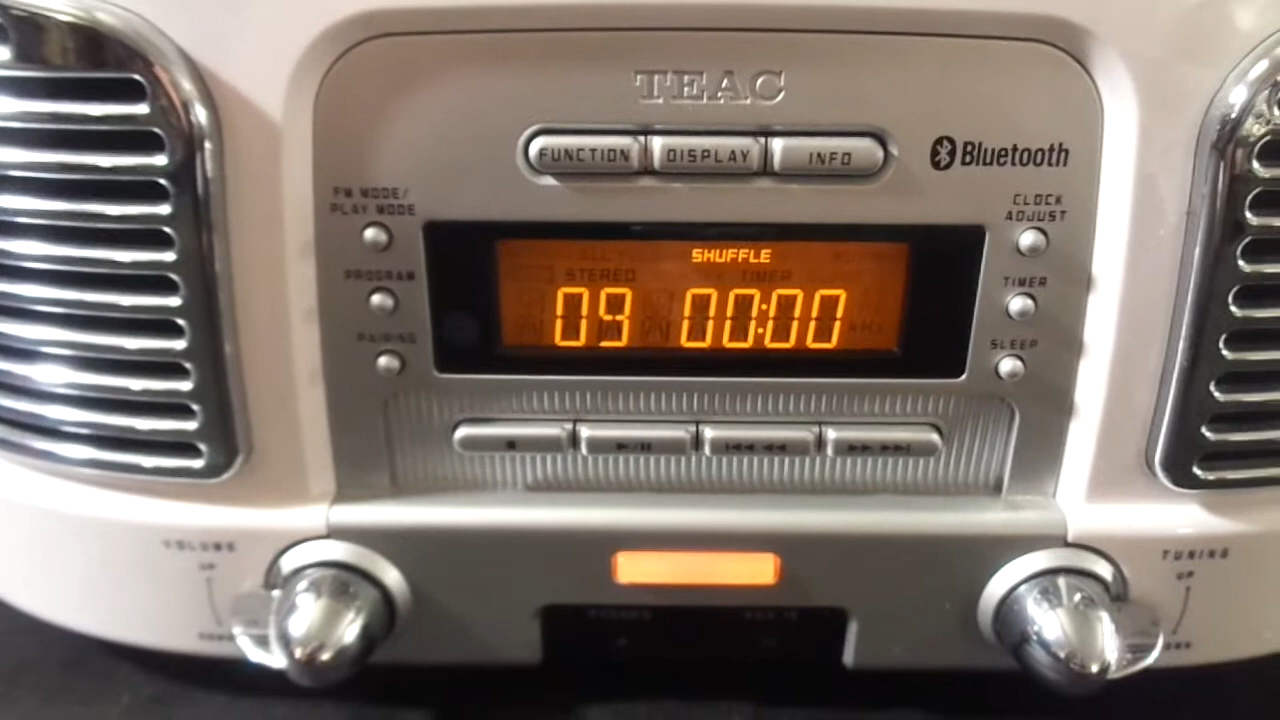 TEAC
FUNCTION DISPLAY INFO
Bluetooth
FM MODE/
PLAY MODE
CLOCK
ADJUST
SHUFFLE
STEREO TIMER
PROGRAM
TIMER
09 00:00
PAIRING
SLEEP
VOLUME
UP
TUNING
UP